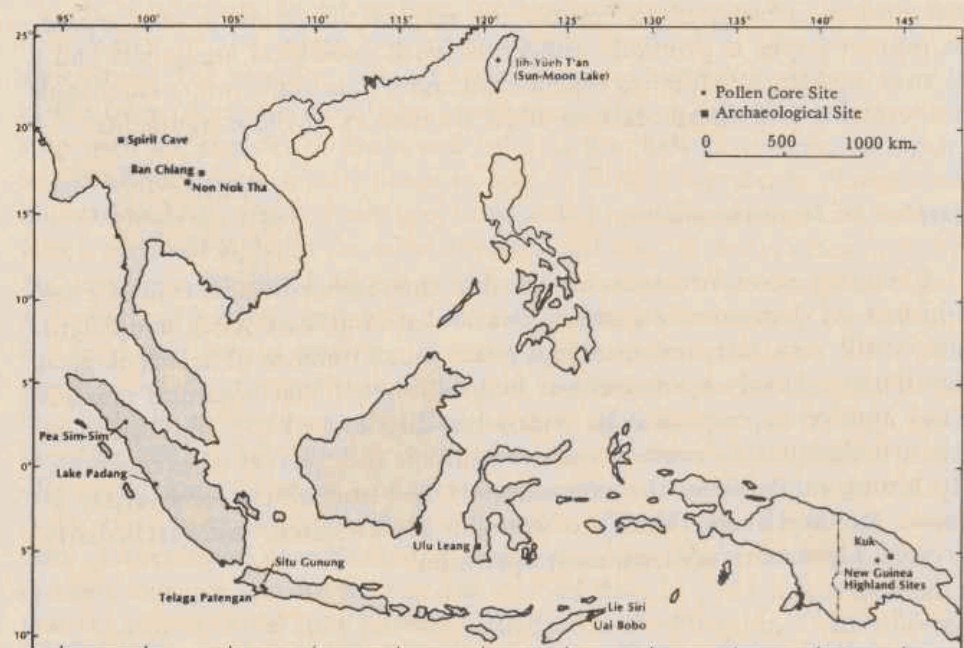 95° 100° 105° 110° 115° 120° 125° 130° 135° 140° 145°
25°
Jih-Yüeh T'an
(Sun-Moon Lake)
• Pollen Core Site
■ Archaeological Site
0 500 1000 km.
20°
Spirit Cave
Ban Chiang
Non Nok Tha
15°
10°
5°
Pea Sim-Sim
0°
Lake Padang
Ulu Leang
Kuk
5°
Situ Gunung
New Guinea
Highland Sites
Telaga Patengan
Lie Siri
Uai Bobo
10°